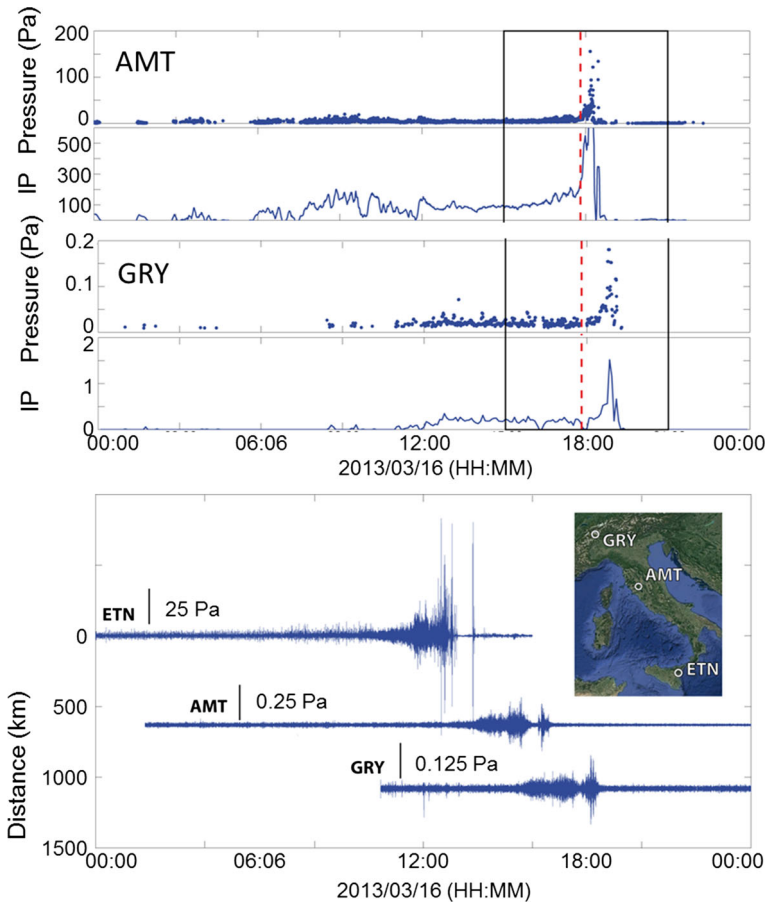 200
100
0
Pressure (Pa)
AMT
500
300
100
IP
0.2
0.1
0
Pressure (Pa)
GRY
2
1
0
IP
00:00 06:06 12:00 18:00 00:00
2013/03/16 (HH:MM)
ETN 25 Pa
AMT 0.25 Pa
GRY 0.125 Pa
GRY
AMT
ETN
0
500
1000
1500
Distance (km)
00:00 06:06 12:00 18:00 00:00
2013/03/16 (HH:MM)